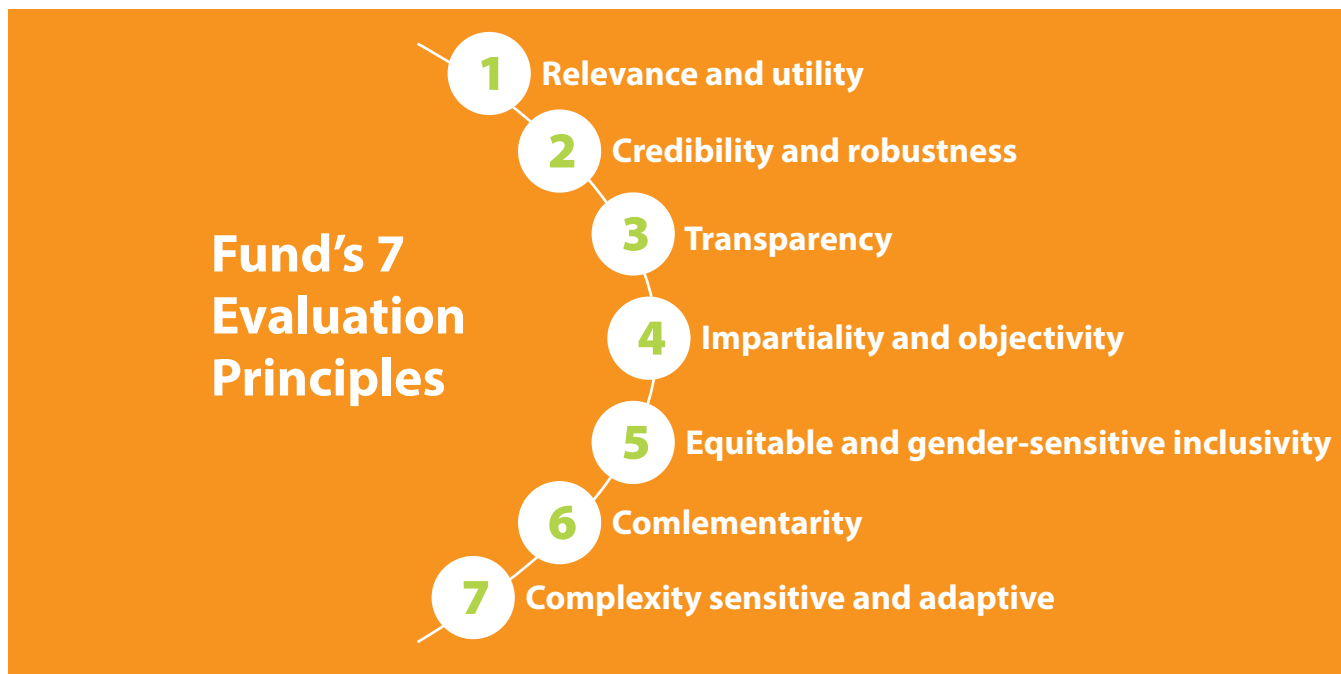 Fund's 7
Evaluation
Principles
1 Relevance and utility
2 Credibility and robustness
3 Transparency
4 Impartiality and objectivity
5 Equitable and gender-sensitive inclusivity
6 Comlementarity
7 Complexity sensitive and adaptive